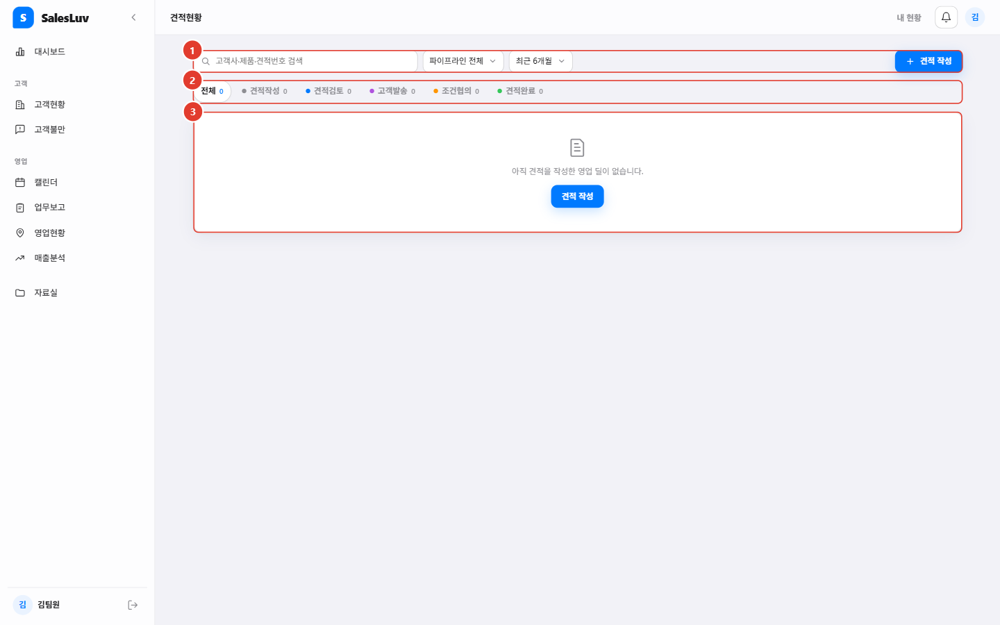 S SalesLuv
대시보드
고객
고객현황
고객불만
영업
캘린더
업무보고
영업현황
매출분석
자료실
김 김팀원
견적현황
내 현황
김
1
고객사·제품·견적번호 검색
파이프라인 전체
최근 6개월
+ 견적 작성
2
전체 0
견적작성 0
견적검토 0
고객발송 0
조건협의 0
견적완료 0
3
아직 견적을 작성한 영업 딜이 없습니다.
견적 작성